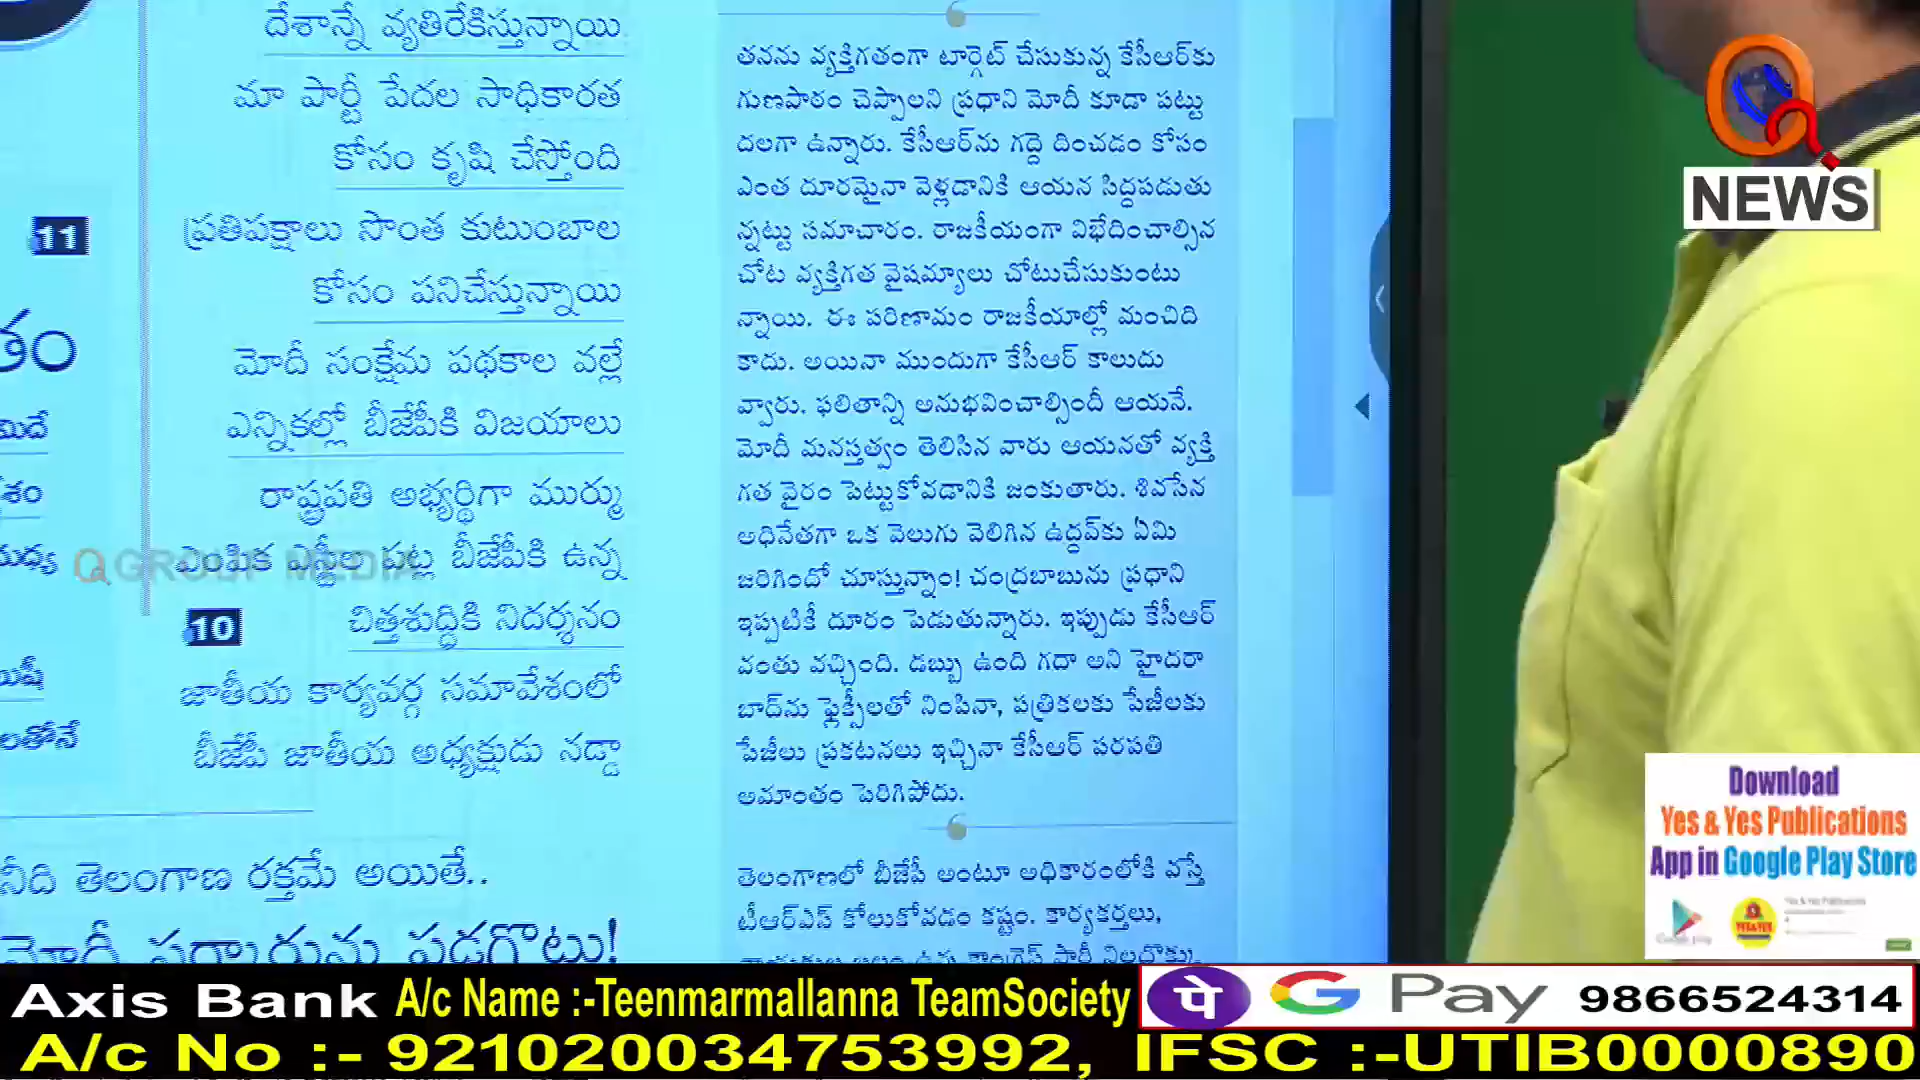 దేశాన్నే వ్యతిరేకిస్తున్నాయి
మా పార్టీ పేదల సాధికారత
కోసం కృషి చేస్తోంది
11
ప్రతిపక్షాలు సొంత కుటుంబాల
కోసం పనిచేస్తున్నాయి
మోదీ సంక్షేమ పథకాల వల్లే
ఎన్నికల్లో బీజేపీకి విజయాలు
రాష్ట్రపతి అభ్యర్థిగా ముర్ము
ఎంపిక ఎస్టీల పట్ల బీజేపీకి ఉన్న
చిత్తశుద్ధికి నిదర్శనం
10
జాతీయ కార్యవర్గ సమావేశంలో
బీజేపీ జాతీయ అధ్యక్షుడు నడ్డా
నీది తెలంగాణ రక్తమే అయితే..
మోదీ సర్కారును పడగొట్టు!
తనను వ్యక్తిగతంగా టార్గెట్ చేసుకున్న కేసీఆర్‌కు
గుణపాఠం చెప్పాలని ప్రధాని మోదీ కూడా పట్టు
దలగా ఉన్నారు. కేసీఆర్‌ను గద్దె దించడం కోసం
ఎంత దూరమైనా వెళ్లడానికి ఆయన సిద్ధపడుతు
న్నట్టు సమాచారం. రాజకీయంగా విభేదించాల్సిన
చోట వ్యక్తిగత వైషమ్యాలు చోటుచేసుకుంటు
న్నాయి. ఈ పరిణామం రాజకీయాల్లో మంచిది
కాదు. అయినా ముందుగా కేసీఆర్ కాలుదు
వ్వారు. ఫలితాన్ని అనుభవించాల్సిందీ ఆయనే.
మోదీ మనస్తత్వం తెలిసిన వారు ఆయనతో వ్యక్తి
గత వైరం పెట్టుకోవడానికి జంకుతారు. శివసేన
అధినేతగా ఒక వెలుగు వెలిగిన ఉద్ధవ్‌కు ఏమి
జరిగిందో చూస్తున్నాం! చంద్రబాబును ప్రధాని
ఇప్పటికీ దూరం పెడుతున్నారు. ఇప్పుడు కేసీఆర్
వంతు వచ్చింది. డబ్బు ఉంది గదా అని హైదరా
బాద్‌ను ఫ్లెక్సీలతో నింపినా, పత్రికలకు పేజీలకు
పేజీలు ప్రకటనలు ఇచ్చినా కేసీఆర్ పరపతి
అమాంతం పెరిగిపోదు.
తెలంగాణలో బీజేపీ అంటూ అధికారంలోకి వస్తే
టీఆర్ఎస్ కోలుకోవడం కష్టం. కార్యకర్తలు,
Q GROUP MEDIA
NEWS
Download
Yes & Yes Publications
App in Google Play Store
Axis Bank A/c Name :-Teenmarmallanna TeamSociety
पे G Pay 9866524314
A/c No :- 921020034753992, IFSC :-UTIB0000890